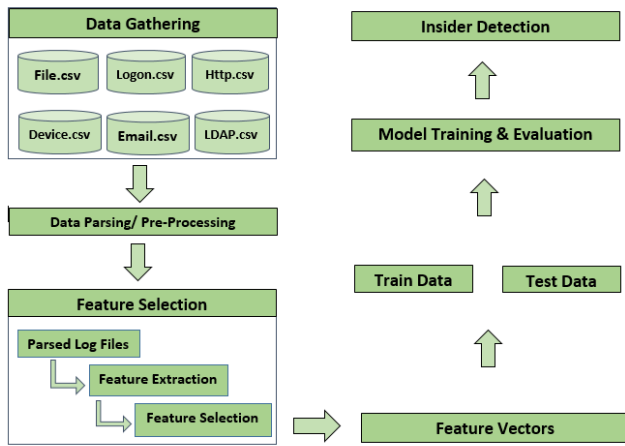 Data Gathering
File.csv
Logon.csv
Http.csv
Device.csv
Email.csv
LDAP.csv
Data Parsing/ Pre-Processing
Feature Selection
Parsed Log Files
Feature Extraction
Feature Selection
Feature Vectors
Train Data
Test Data
Model Training & Evaluation
Insider Detection